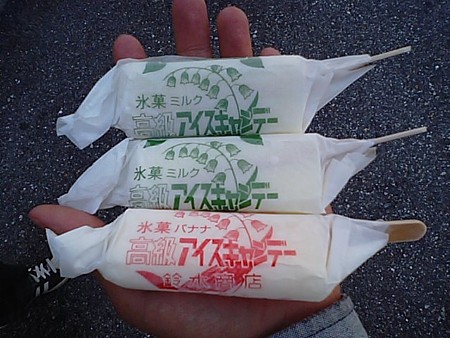 氷菓 ミルク
高級アイスキャンデー
氷菓 ミルク
高級アイスキャンデー
氷菓 バナナ
高級アイスキャンデー
鈴木商店